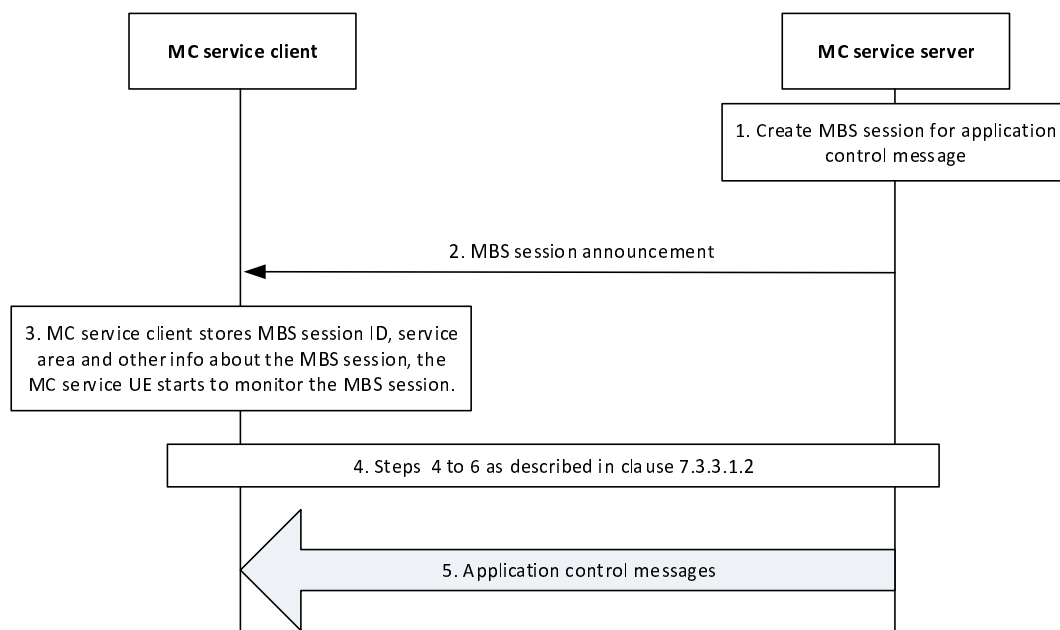 MC service client
MC service server
1. Create MBS session for application
control message
2. MBS session announcement
3. MC service client stores MBS session ID, service
area and other info about the MBS session, the
MC service UE starts to monitor the MBS session.
4. Steps 4 to 6 as described in clause 7.3.3.1.2
5. Application control messages